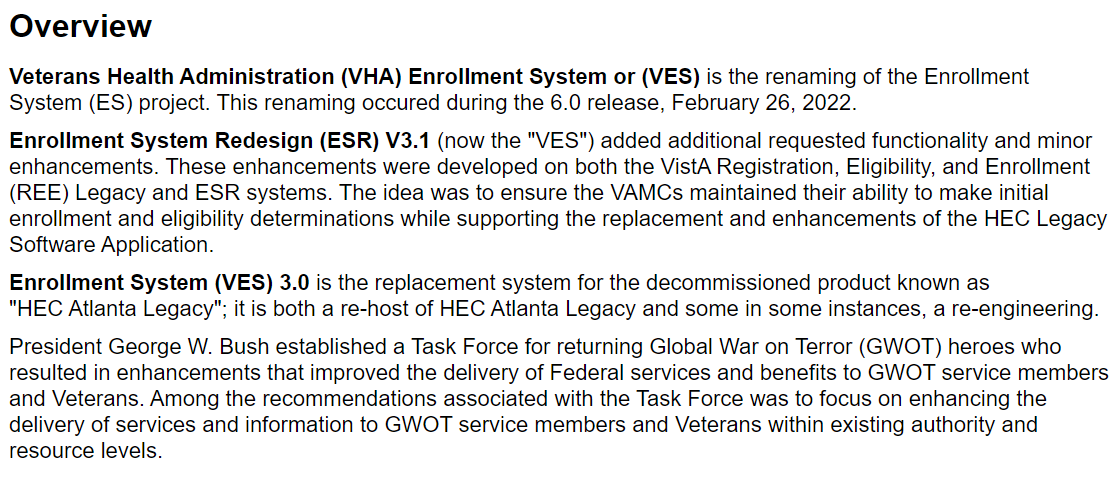 Overview
Veterans Health Administration (VHA) Enrollment System or (VES) is the renaming of the Enrollment
System (ES) project. This renaming occured during the 6.0 release, February 26, 2022.
Enrollment System Redesign (ESR) V3.1 (now the "VES") added additional requested functionality and minor
enhancements. These enhancements were developed on both the VistA Registration, Eligibility, and Enrollment
(REE) Legacy and ESR systems. The idea was to ensure the VAMCs maintained their ability to make initial
enrollment and eligibility determinations while supporting the replacement and enhancements of the HEC Legacy
Software Application.
Enrollment System (VES) 3.0 is the replacement system for the decommissioned product known as
"HEC Atlanta Legacy"; it is both a re-host of HEC Atlanta Legacy and some in some instances, a re-engineering.
President George W. Bush established a Task Force for returning Global War on Terror (GWOT) heroes who
resulted in enhancements that improved the delivery of Federal services and benefits to GWOT service members
and Veterans. Among the recommendations associated with the Task Force was to focus on enhancing the
delivery of services and information to GWOT service members and Veterans within existing authority and
resource levels.